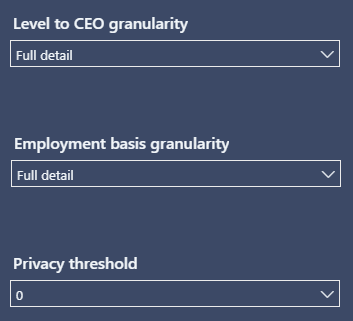 Level to CEO granularity
Full detail
Employment basis granularity
Full detail
Privacy threshold
0